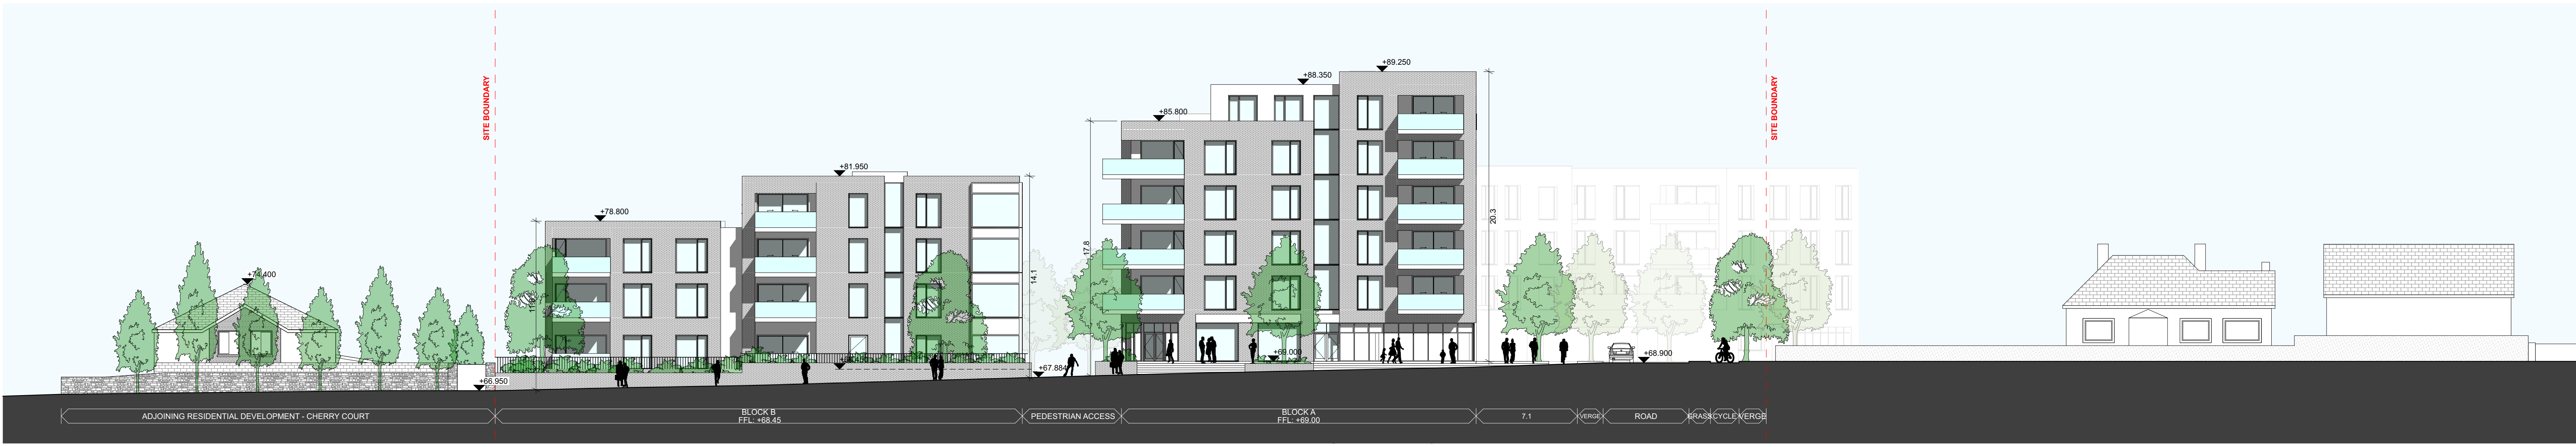 SITE BOUNDARY
SITE BOUNDARY
+89.250
+88.350
+85.800
+81.950
+78.800
+74.400
20.3
17.8
14.1
+69.000
+68.900
+67.884
+66.950
ADJOINING RESIDENTIAL DEVELOPMENT - CHERRY COURT
BLOCK B
FFL: +68.45
PEDESTRIAN ACCESS
BLOCK A
FFL: +69.00
7.1
VERGE
ROAD
GRASS
CYCLE
VERGE